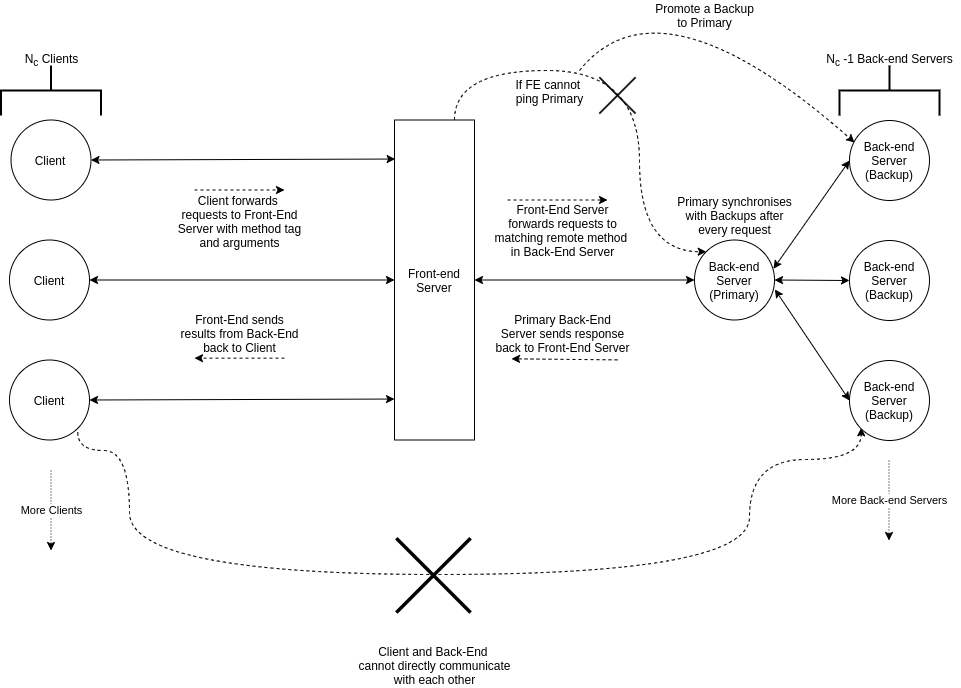 Promote a Backup
to Primary
N_c Clients
N_c -1 Back-end Servers
If FE cannot
ping Primary
Client
Back-end
Server
(Backup)
Client forwards
requests to Front-End
Server with method tag
and arguments
Front-End Server
forwards requests to
matching remote method
in Back-End Server
Primary synchronises
with Backups after
every request
Client
Front-end
Server
Back-end
Server
(Primary)
Back-end
Server
(Backup)
Front-End sends
results from Back-End
back to Client
Primary Back-End
Server sends response
back to Front-End Server
Client
Back-end
Server
(Backup)
More Clients
More Back-end Servers
Client and Back-End
cannot directly communicate
with each other